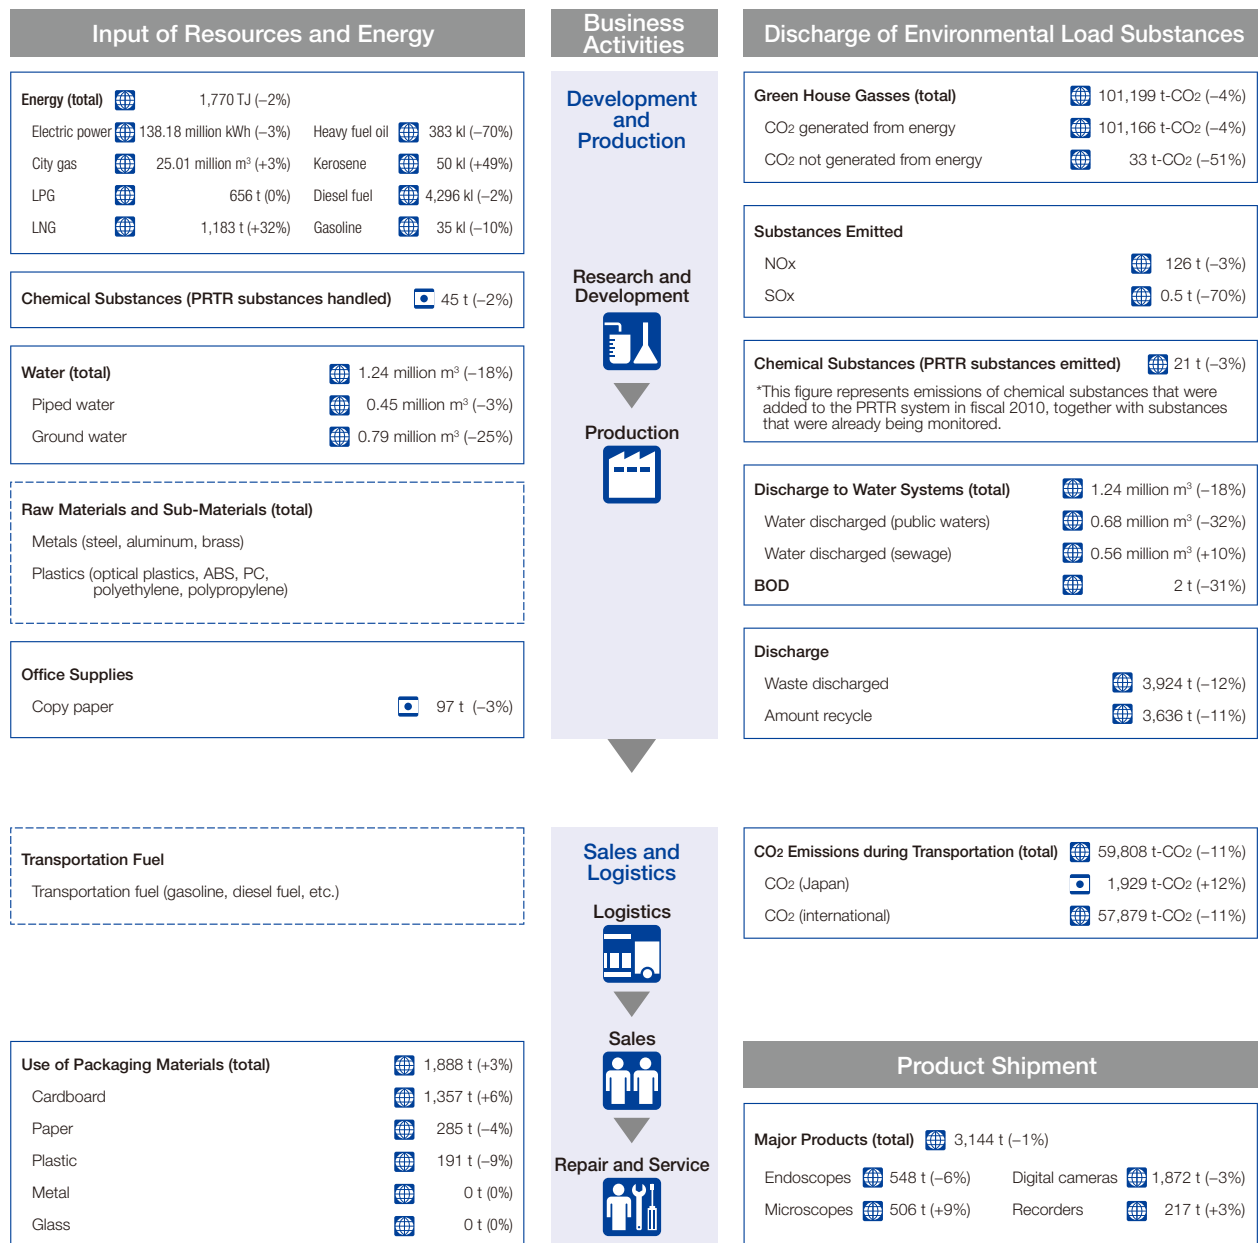 Input of Resources and Energy
Energy (total) 1,770 TJ (−2%)
Electric power 138.18 million kWh (−3%) Heavy fuel oil 383 kl (−70%)
City gas 25.01 million m³ (+3%) Kerosene 50 kl (+49%)
LPG 656 t (0%) Diesel fuel 4,296 kl (−2%)
LNG 1,183 t (+32%) Gasoline 35 kl (−10%)
Chemical Substances (PRTR substances handled) 45 t (−2%)
Water (total) 1.24 million m³ (−18%)
Piped water 0.45 million m³ (−3%)
Ground water 0.79 million m³ (−25%)
Raw Materials and Sub-Materials (total)
Metals (steel, aluminum, brass)
Plastics (optical plastics, ABS, PC,
polyethylene, polypropylene)
Office Supplies
Copy paper 97 t (−3%)
Transportation Fuel
Transportation fuel (gasoline, diesel fuel, etc.)
Use of Packaging Materials (total) 1,888 t (+3%)
Cardboard 1,357 t (+6%)
Paper 285 t (−4%)
Plastic 191 t (−9%)
Metal 0 t (0%)
Glass 0 t (0%)
Business
Activities
Development
and
Production
Research and
Development
Production
Sales and
Logistics
Logistics
Sales
Repair and Service
Discharge of Environmental Load Substances
Green House Gasses (total) 101,199 t-CO2 (−4%)
CO2 generated from energy 101,166 t-CO2 (−4%)
CO2 not generated from energy 33 t-CO2 (−51%)
Substances Emitted
NOx 126 t (−3%)
SOx 0.5 t (−70%)
Chemical Substances (PRTR substances emitted) 21 t (−3%)
*This figure represents emissions of chemical substances that were
added to the PRTR system in fiscal 2010, together with substances
that were already being monitored.
Discharge to Water Systems (total) 1.24 million m³ (−18%)
Water discharged (public waters) 0.68 million m³ (−32%)
Water discharged (sewage) 0.56 million m³ (+10%)
BOD 2 t (−31%)
Discharge
Waste discharged 3,924 t (−12%)
Amount recycle 3,636 t (−11%)
CO2 Emissions during Transportation (total) 59,808 t-CO2 (−11%)
CO2 (Japan) 1,929 t-CO2 (+12%)
CO2 (international) 57,879 t-CO2 (−11%)
Product Shipment
Major Products (total) 3,144 t (−1%)
Endoscopes 548 t (−6%) Digital cameras 1,872 t (−3%)
Microscopes 506 t (+9%) Recorders 217 t (+3%)